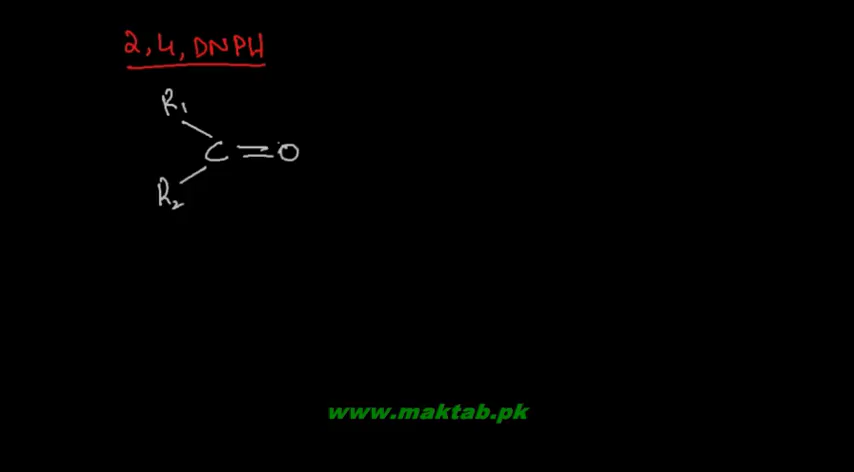 2,4, DNPH
R₁
C=O
R₂
www.maktab.pk